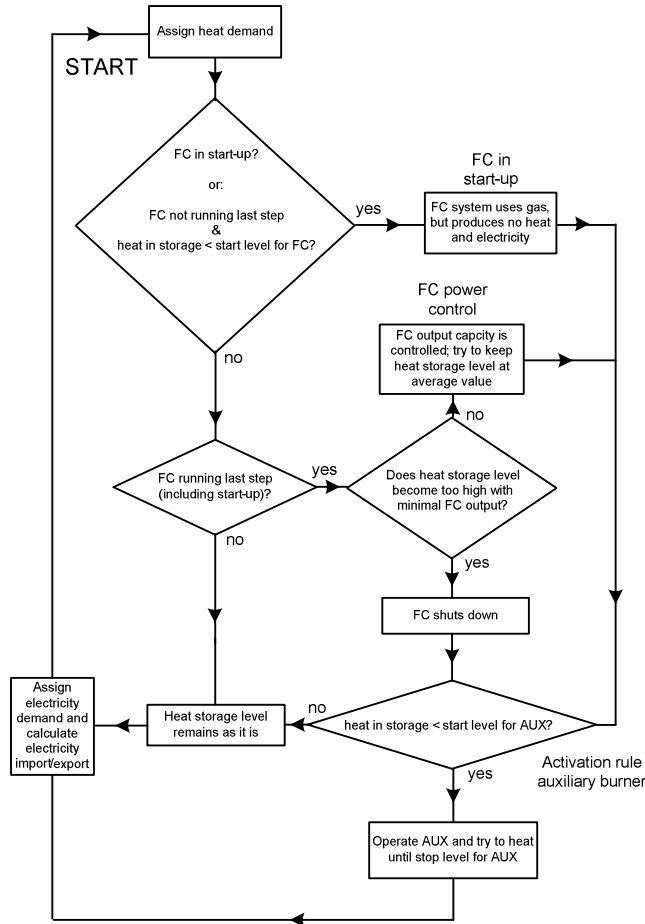 Assign heat demand
START
FC in start-up?
or:
FC not running last step
&
heat in storage < start level for FC?
yes
FC in
start-up
FC system uses gas,
but produces no heat
and electricity
FC power
control
FC output capcity is
controlled; try to keep
heat storage level at
average value
no
no
FC running last step
(including start-up)?
yes
Does heat storage level
become too high with
minimal FC output?
no
yes
FC shuts down
Assign
electricity
demand and
calculate
electricity
import/export
Heat storage level
remains as it is
no
heat in storage < start level for AUX?
Activation rule
auxiliary burner
yes
Operate AUX and try to heat
until stop level for AUX